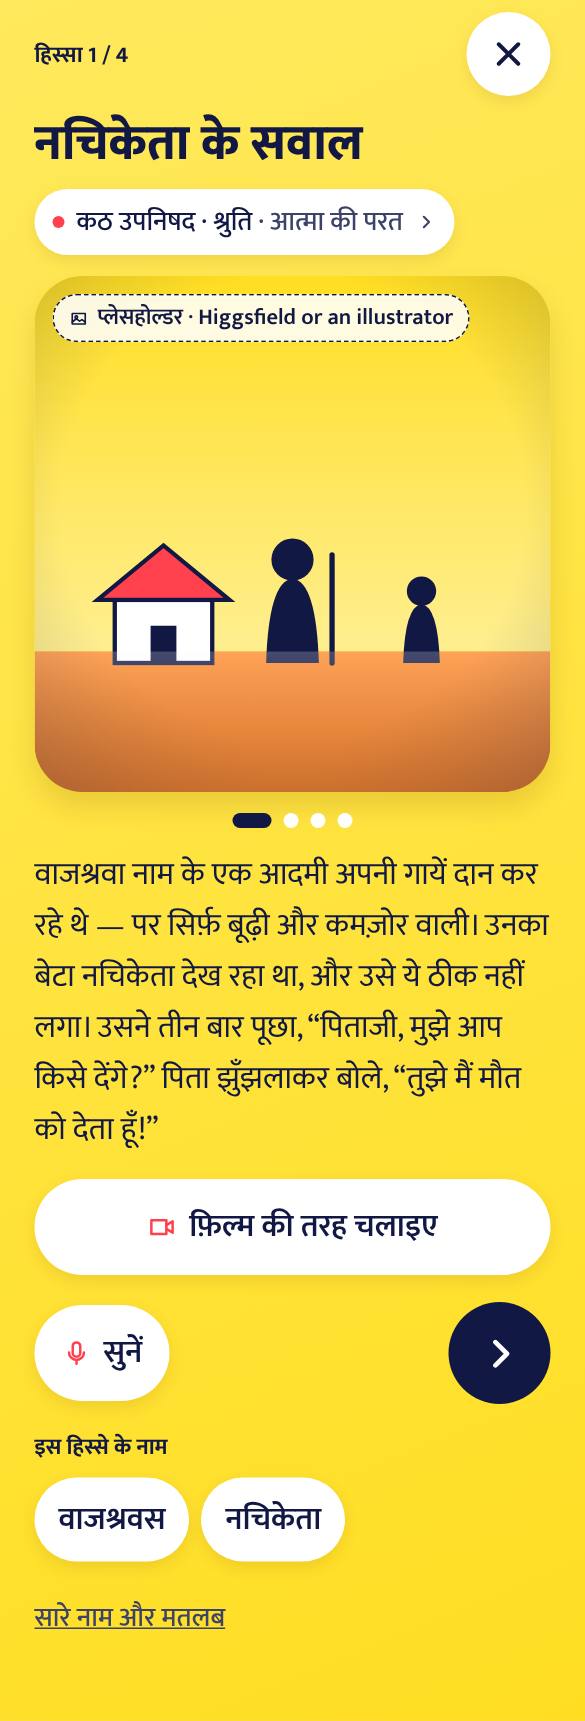 हिस्सा 1 / 4
नचिकेता के सवाल
कठ उपनिषद · श्रुति · आत्मा की परत
प्लेसहोल्डर · Higgsfield or an illustrator
वाजश्रवा नाम के एक आदमी अपनी गायें दान कर
रहे थे — पर सिर्फ़ बूढ़ी और कमज़ोर वाली। उनका
बेटा नचिकेता देख रहा था, और उसे ये ठीक नहीं
लगा। उसने तीन बार पूछा, “पिताजी, मुझे आप
किसे देंगे?” पिता झुँझलाकर बोले, “तुझे मैं मौत
को देता हूँ!”
फ़िल्म की तरह चलाइए
सुनें
इस हिस्से के नाम
वाजश्रवस
नचिकेता
सारे नाम और मतलब